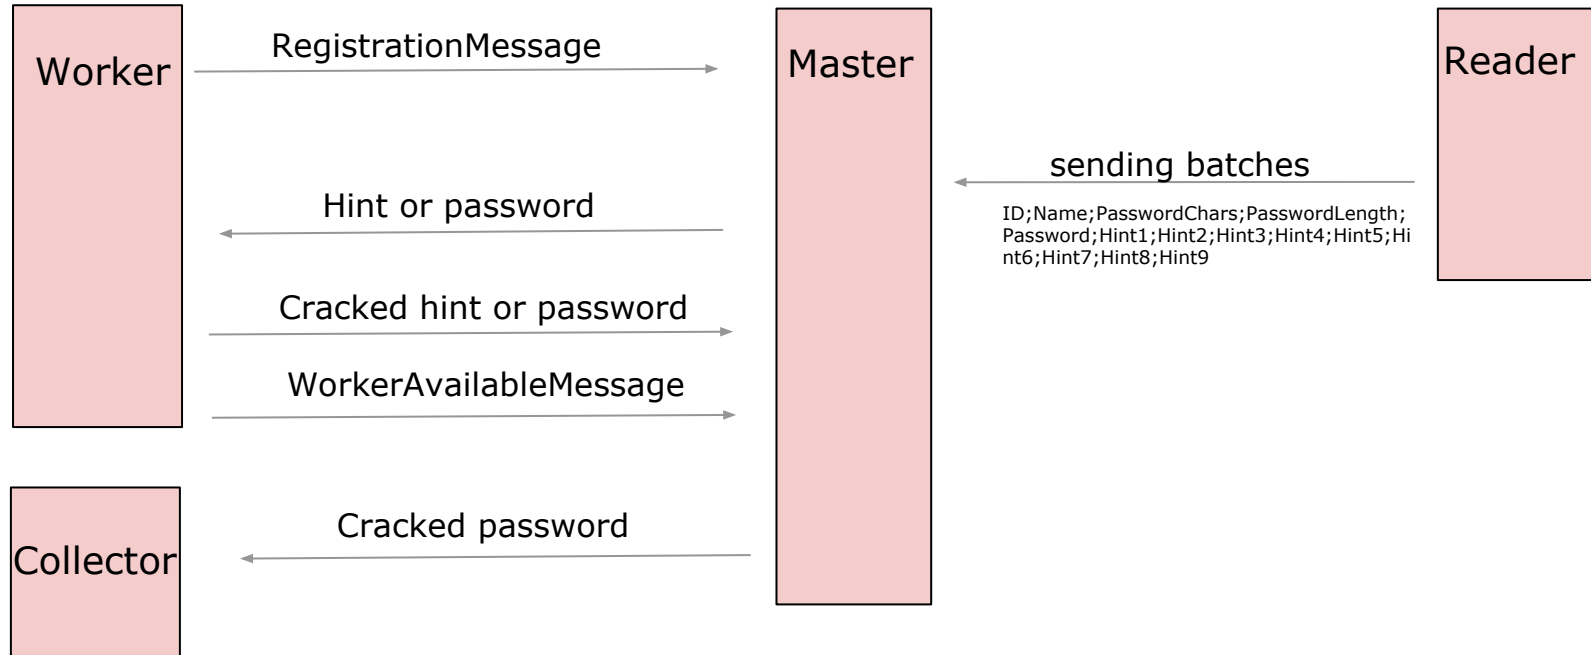 Worker
RegistrationMessage
Master
Reader
sending batches
ID;Name;PasswordChars;PasswordLength;
Password;Hint1;Hint2;Hint3;Hint4;Hint5;Hi
nt6;Hint7;Hint8;Hint9
Hint or password
Cracked hint or password
WorkerAvailableMessage
Collector
Cracked password